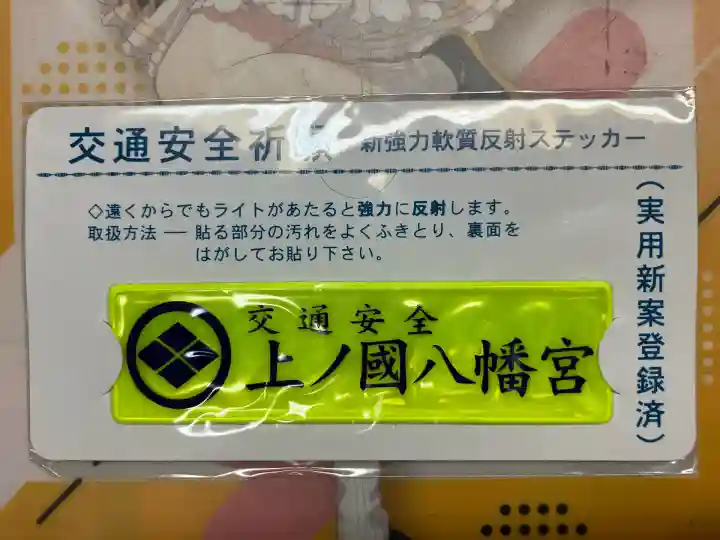 交通安全祈願 新強力軟質反射ステッカー
◇遠くからでもライトがあたると強力に反射します。
取扱方法 ― 貼る部分の汚れをよくふきとり、裏面を
はがしてお貼り下さい。
(実用新案登録済)
交通安全
上ノ國八幡宮